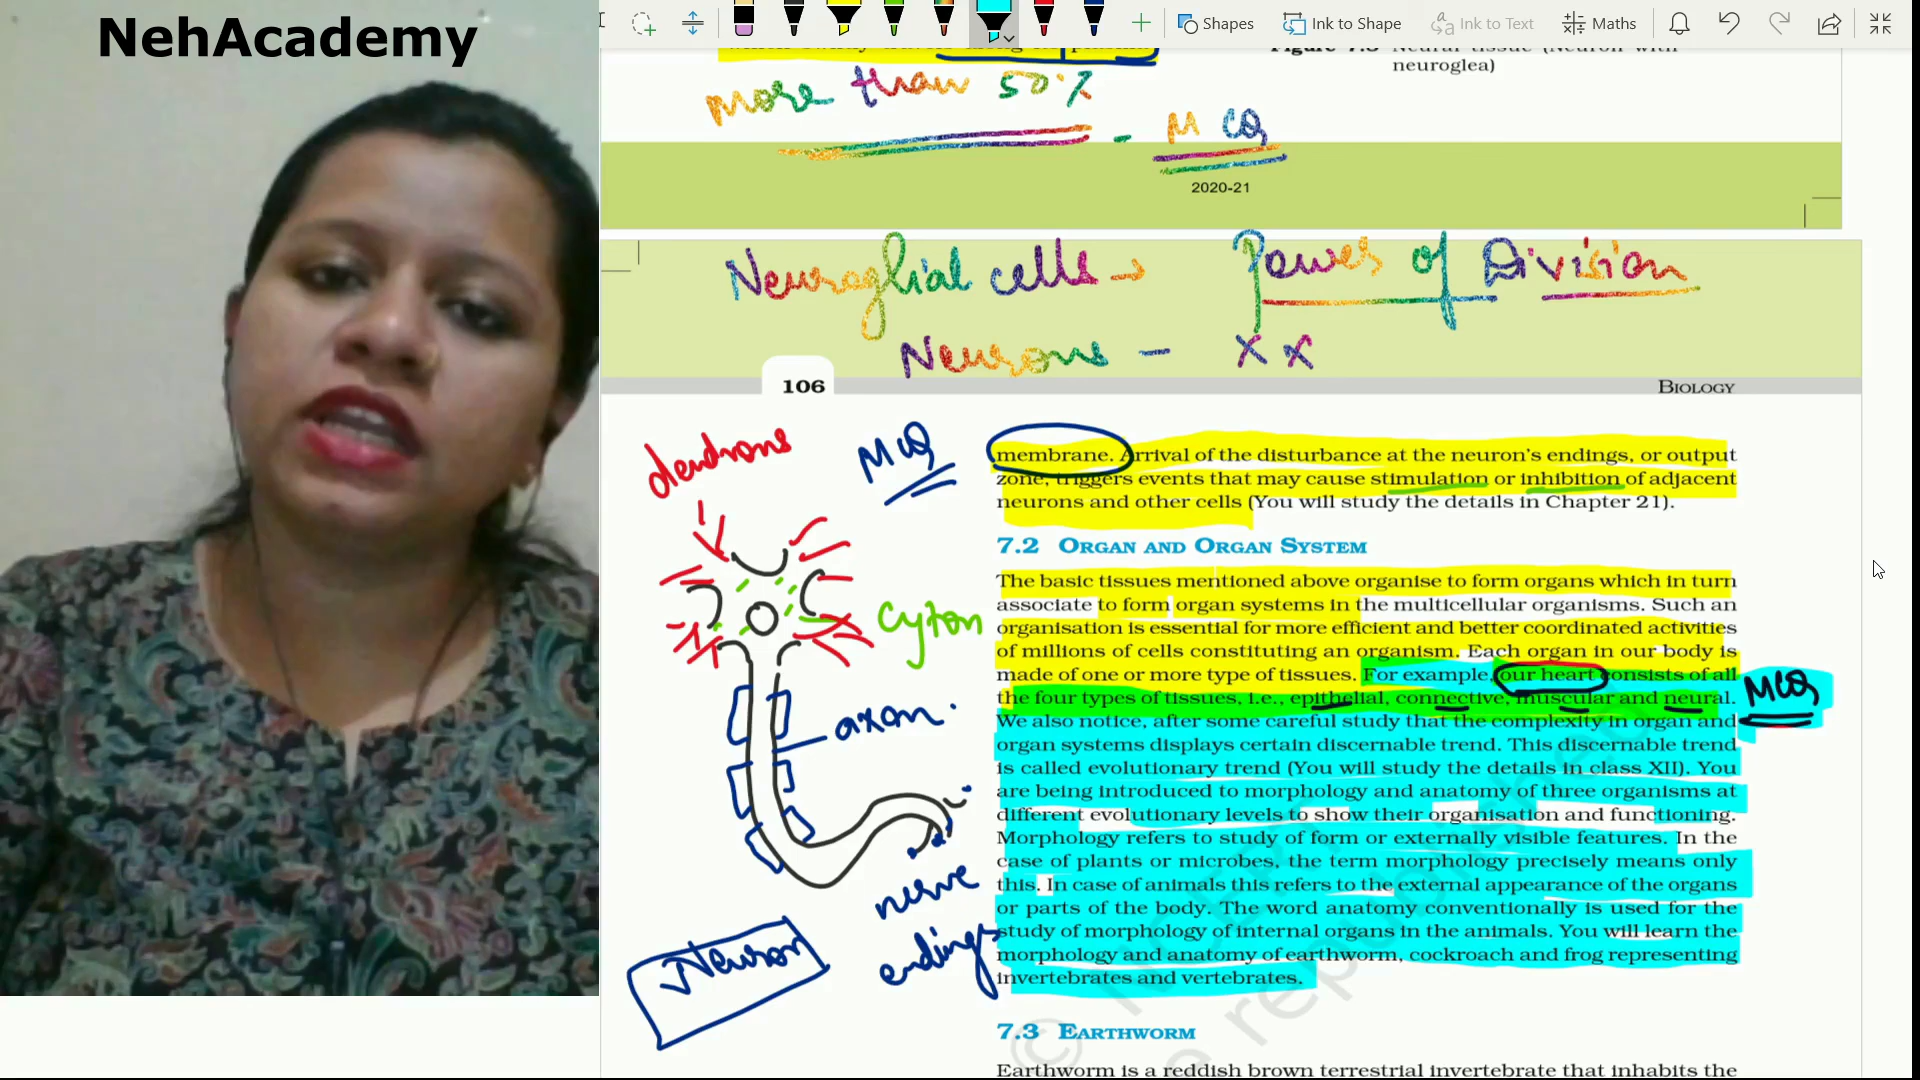 NehAcademy
Shapes Ink to Shape Ink to Text Maths
Neural tissue (Neuron with
neuroglea)
more than 50% - MCQ
2020-21
Neuroglial cells → Power of Division
Neurons - x x
106
BIOLOGY
dendrons
MCQ
cyton
axon.
nerve
endings
Neuron
membrane. Arrival of the disturbance at the neuron's endings, or output
zone, triggers events that may cause stimulation or inhibition of adjacent
neurons and other cells (You will study the details in Chapter 21).
7.2 ORGAN AND ORGAN SYSTEM
The basic tissues mentioned above organise to form organs which in turn
associate to form organ systems in the multicellular organisms. Such an
organisation is essential for more efficient and better coordinated activities
of millions of cells constituting an organism. Each organ in our body is
made of one or more type of tissues. For example, our heart consists of all
the four types of tissues, i.e., epithelial, connective, muscular and neural.
MCQ
We also notice, after some careful study that the complexity in organ and
organ systems displays certain discernable trend. This discernable trend
is called evolutionary trend (You will study the details in class XII). You
are being introduced to morphology and anatomy of three organisms at
different evolutionary levels to show their organisation and functioning.
Morphology refers to study of form or externally visible features. In the
case of plants or microbes, the term morphology precisely means only
this. In case of animals this refers to the external appearance of the organs
or parts of the body. The word anatomy conventionally is used for the
study of morphology of internal organs in the animals. You will learn the
morphology and anatomy of earthworm, cockroach and frog representing
invertebrates and vertebrates.
7.3 EARTHWORM
Earthworm is a reddish brown terrestrial invertebrate that inhabits the